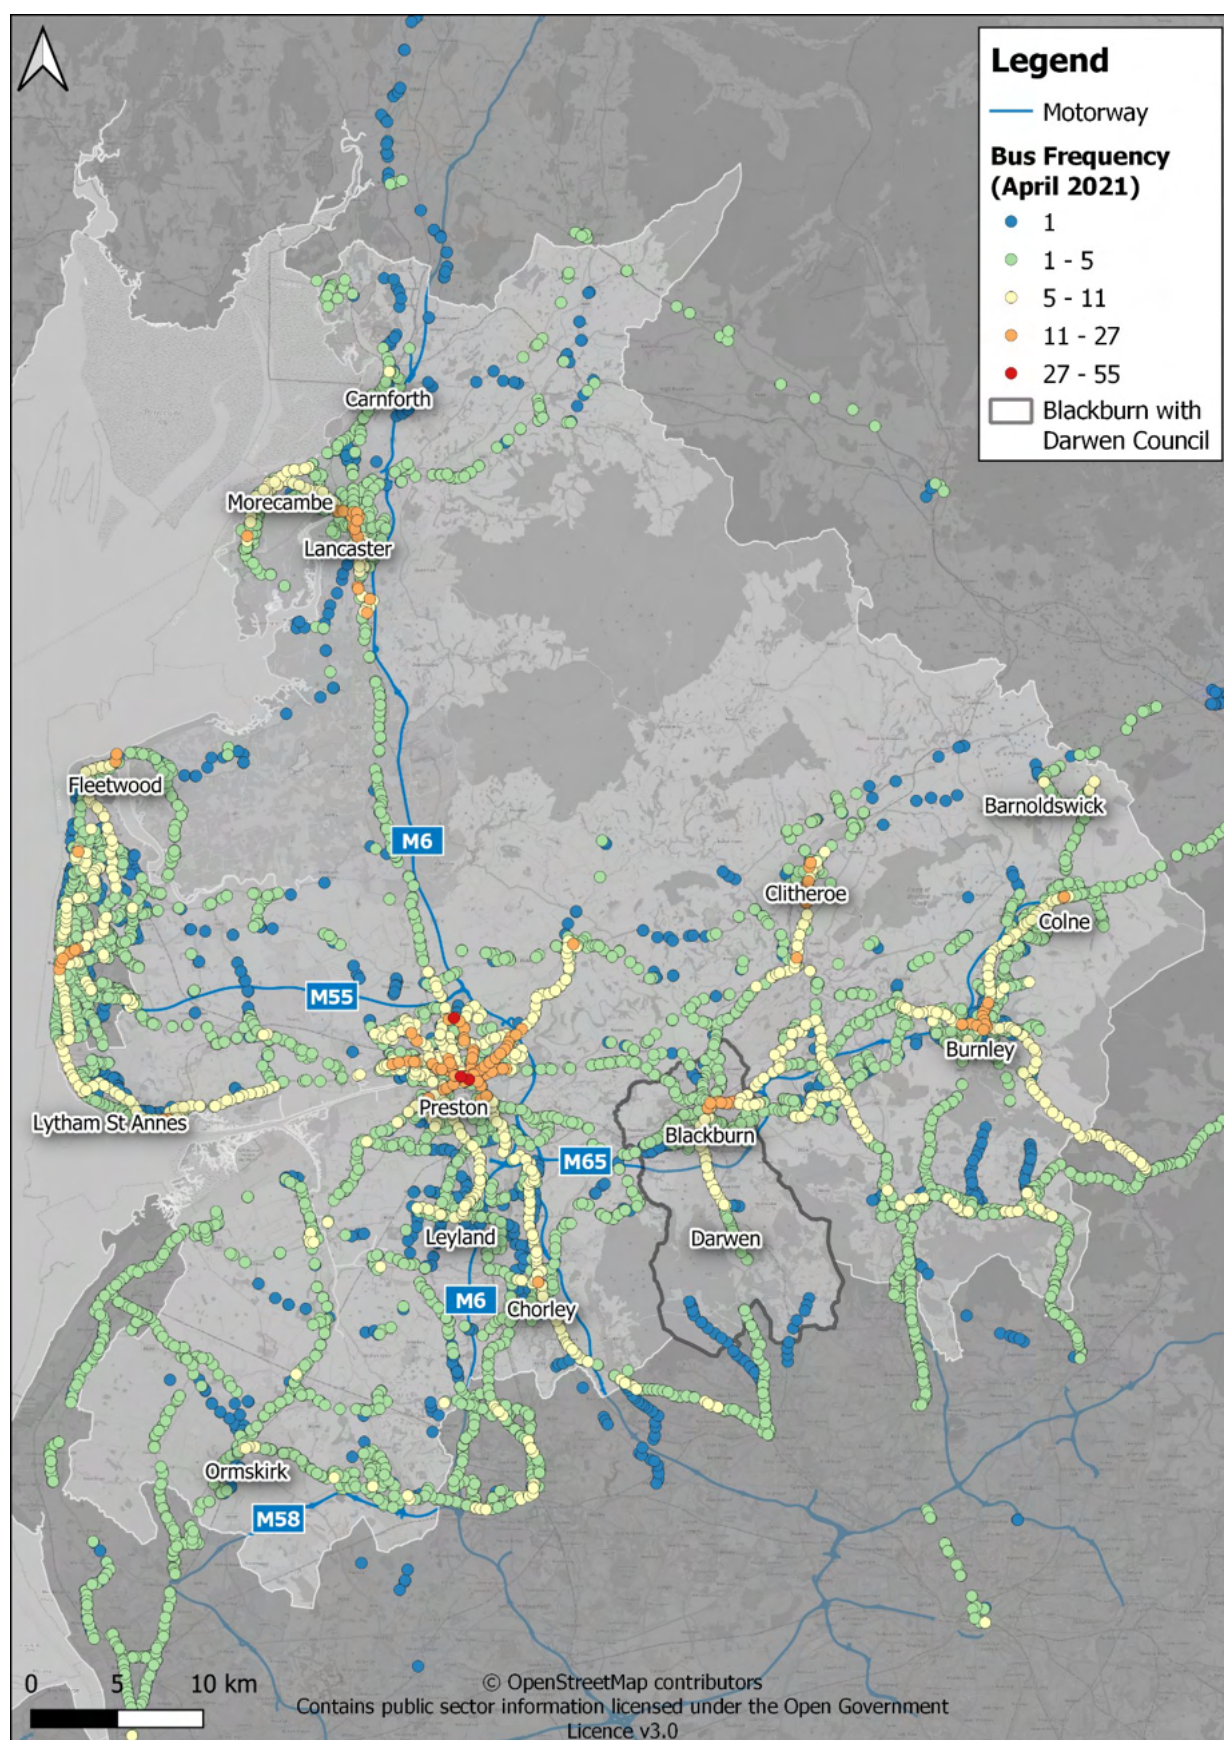 Legend
Motorway
Bus Frequency
(April 2021)
1
1 - 5
5 - 11
11 - 27
27 - 55
Blackburn with
Darwen Council
Carnforth
Morecambe
Lancaster
Fleetwood
Barnoldswick
M6
Clitheroe
Colne
M55
Burnley
Preston
Lytham St Annes
Blackburn
M65
Leyland
Darwen
M6
Chorley
Ormskirk
M58
0 5 10 km
© OpenStreetMap contributors
Contains public sector information licensed under the Open Government
Licence v3.0